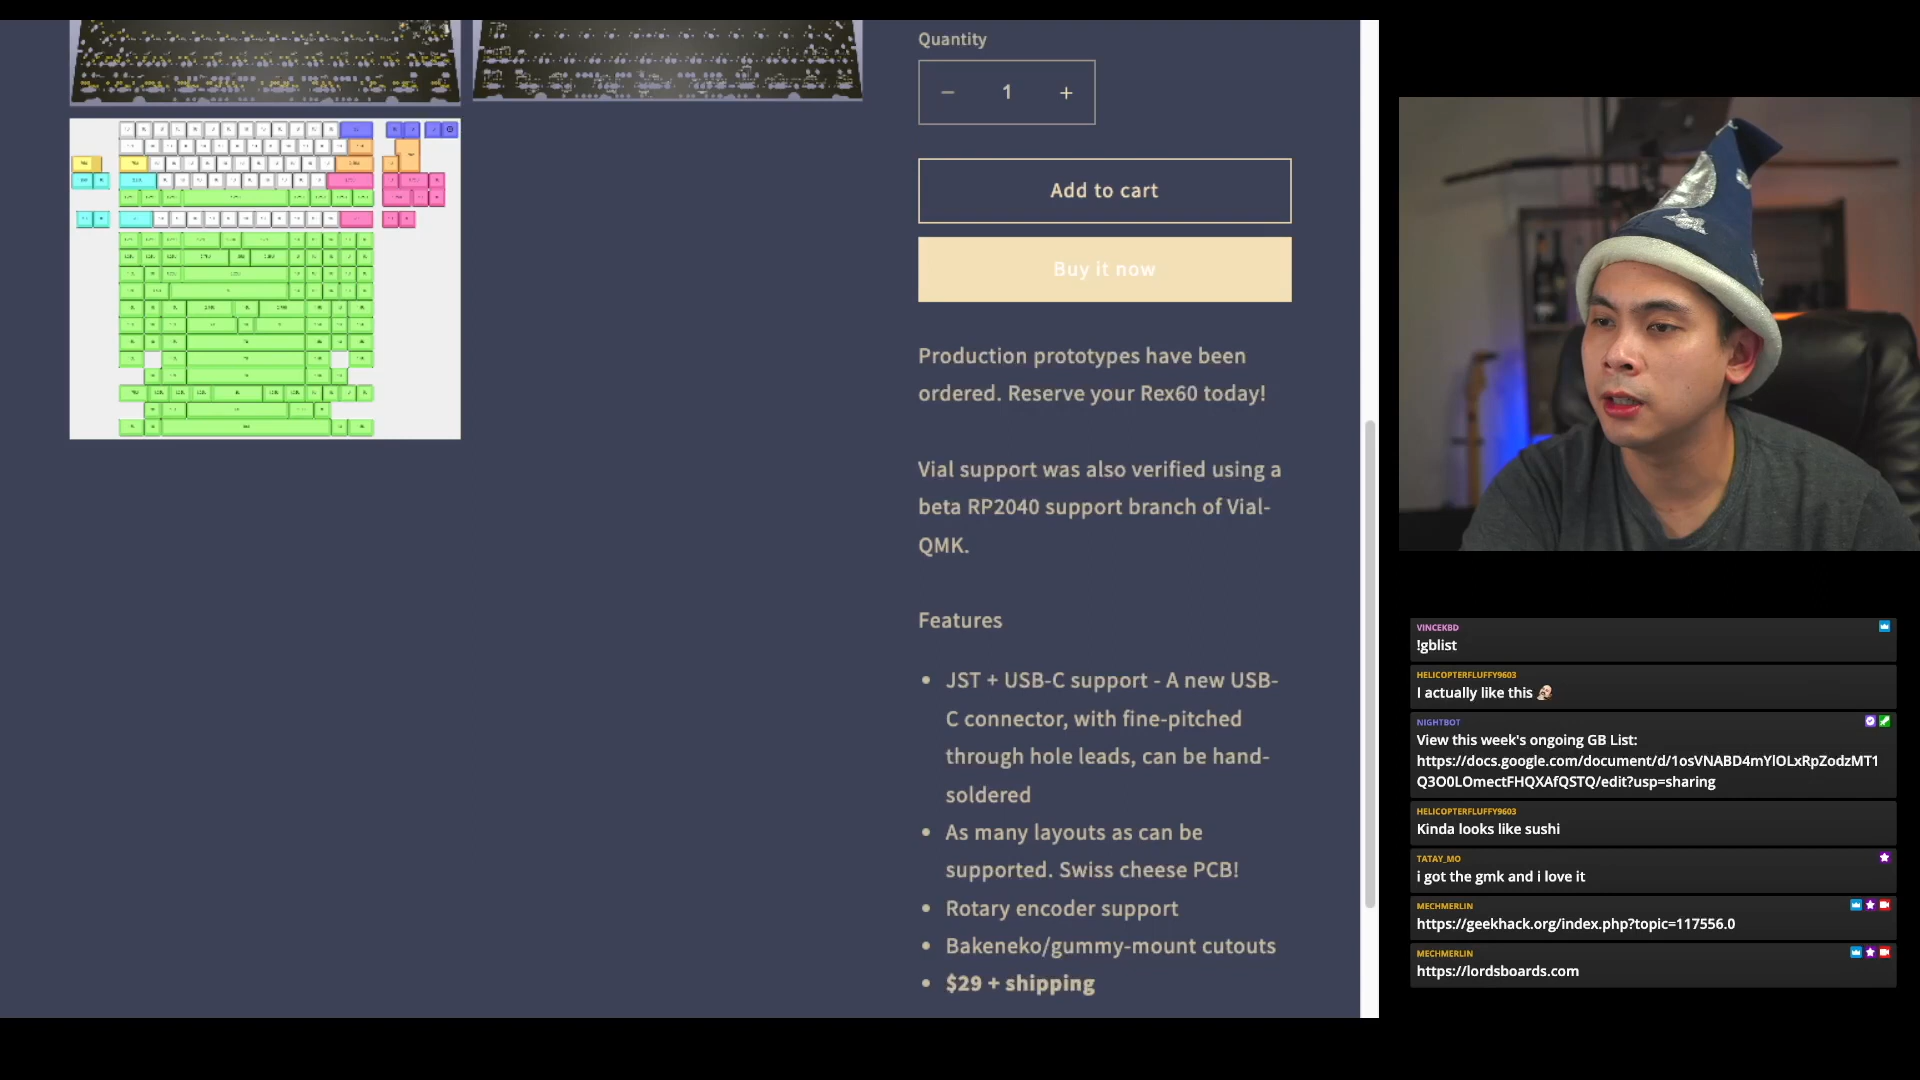 Quantity
− 1 +
Add to cart
Buy it now
Production prototypes have been
ordered. Reserve your Rex60 today!
Vial support was also verified using a
beta RP2040 support branch of Vial-
QMK.
Features
• JST + USB-C support - A new USB-
C connector, with fine-pitched
through hole leads, can be hand-
soldered
• As many layouts as can be
supported. Swiss cheese PCB!
• Rotary encoder support
• Bakeneko/gummy-mount cutouts
• $29 + shipping
VINCEKBD
!gblist
HELICOPTERFLUFFY9603
I actually like this
NIGHTBOT
View this week's ongoing GB List:
https://docs.google.com/document/d/1osVNABD4mYlOLxRpZodzMT1
Q3O0LOmectFHQXAfQSTQ/edit?usp=sharing
HELICOPTERFLUFFY9603
Kinda looks like sushi
TATAY_MO
i got the gmk and i love it
MECHMERLIN
https://geekhack.org/index.php?topic=117556.0
MECHMERLIN
https://lordsboards.com